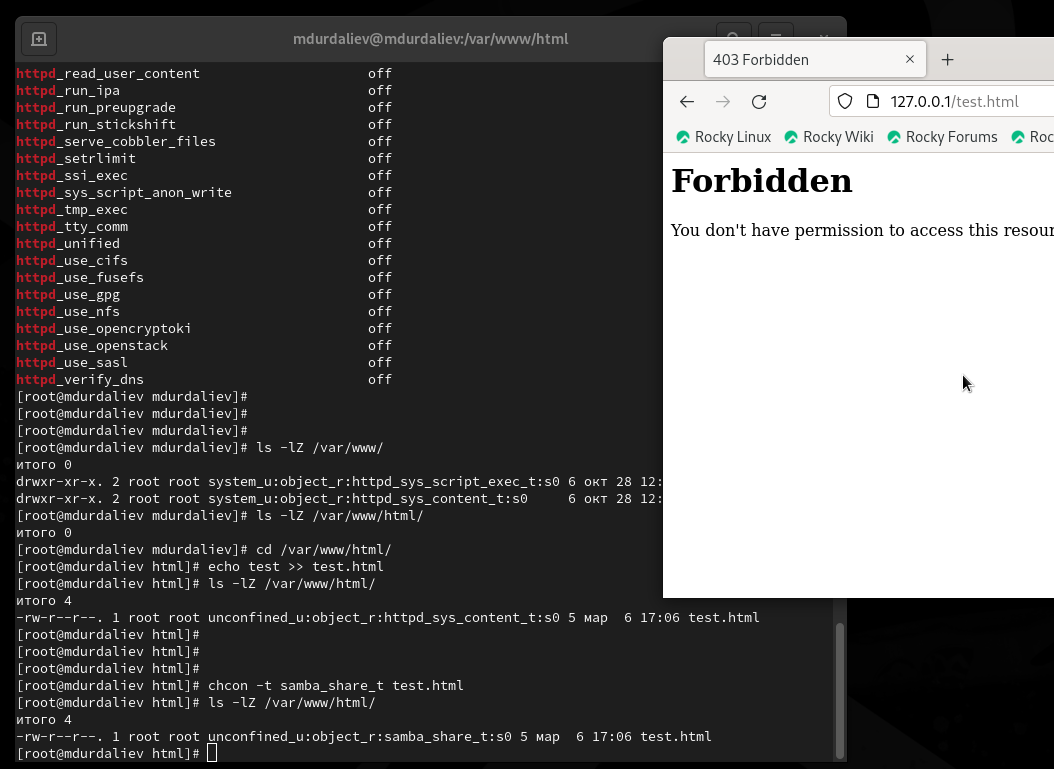 mdurdaliev@mdurdaliev:/var/www/html
httpd_read_user_content off
httpd_run_ipa off
httpd_run_preupgrade off
httpd_run_stickshift off
httpd_serve_cobbler_files off
httpd_setrlimit off
httpd_ssi_exec off
httpd_sys_script_anon_write off
httpd_tmp_exec off
httpd_tty_comm off
httpd_unified off
httpd_use_cifs off
httpd_use_fusefs off
httpd_use_gpg off
httpd_use_nfs off
httpd_use_opencryptoki off
httpd_use_openstack off
httpd_use_sasl off
httpd_verify_dns off
[root@mdurdaliev mdurdaliev]#
[root@mdurdaliev mdurdaliev]#
[root@mdurdaliev mdurdaliev]#
[root@mdurdaliev mdurdaliev]# ls -lZ /var/www/
итого 0
drwxr-xr-x. 2 root root system_u:object_r:httpd_sys_script_exec_t:s0 6 окт 28 12:
drwxr-xr-x. 2 root root system_u:object_r:httpd_sys_content_t:s0 6 окт 28 12:
[root@mdurdaliev mdurdaliev]# ls -lZ /var/www/html/
итого 0
[root@mdurdaliev mdurdaliev]# cd /var/www/html/
[root@mdurdaliev html]# echo test >> test.html
[root@mdurdaliev html]# ls -lZ /var/www/html/
итого 4
-rw-r--r--. 1 root root unconfined_u:object_r:httpd_sys_content_t:s0 5 мар 6 17:06 test.html
[root@mdurdaliev html]#
[root@mdurdaliev html]#
[root@mdurdaliev html]#
[root@mdurdaliev html]# chcon -t samba_share_t test.html
[root@mdurdaliev html]# ls -lZ /var/www/html/
итого 4
-rw-r--r--. 1 root root unconfined_u:object_r:samba_share_t:s0 5 мар 6 17:06 test.html
[root@mdurdaliev html]#
403 Forbidden
127.0.0.1/test.html
Rocky Linux Rocky Wiki Rocky Forums Roc
Forbidden
You don't have permission to access this resour